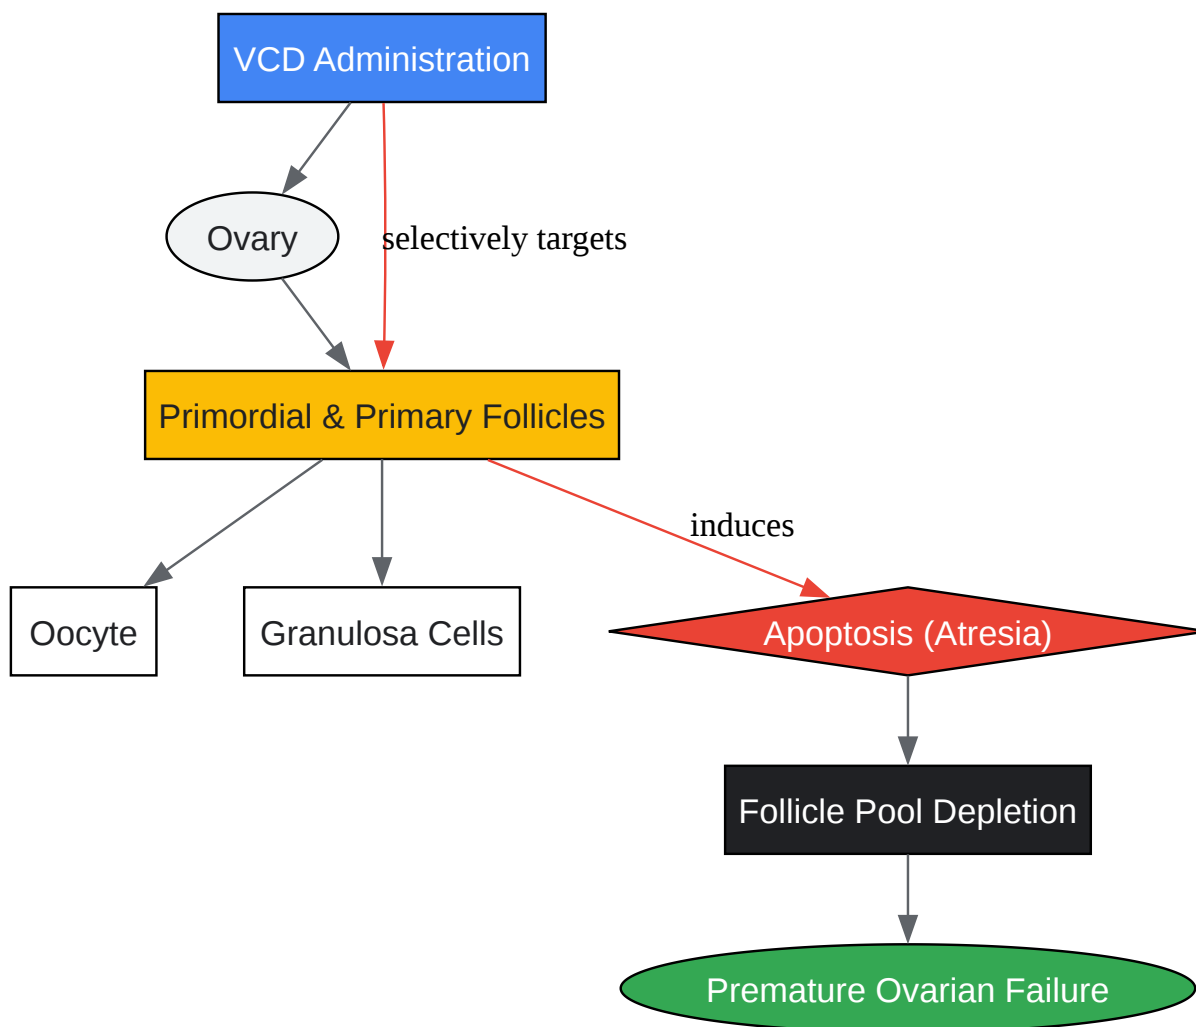 VCD Administration
Ovary
selectively targets
Primordial & Primary Follicles
induces
Oocyte
Granulosa Cells
Apoptosis (Atresia)
Follicle Pool Depletion
Premature Ovarian Failure